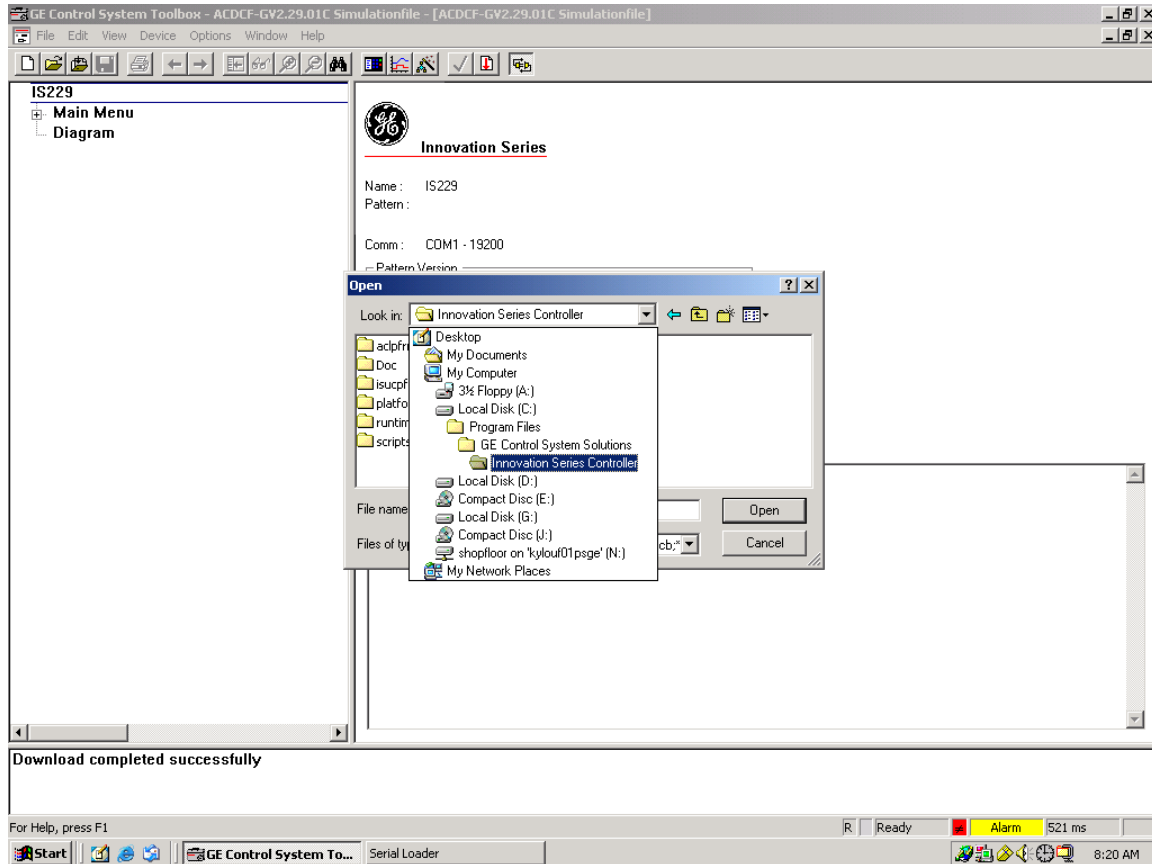 GE Control System Toolbox - ACDCF-GV2.29.01C Simulationfile - [ACDCF-GV2.29.01C Simulationfile]
File Edit View Device Options Window Help
IS229
Main Menu
Diagram
Innovation Series
Name : IS229
Pattern :
Comm : COM1 - 19200
Pattern Version
Open
Look in: Innovation Series Controller
Desktop
My Documents
My Computer
3½ Floppy (A:)
Local Disk (C:)
Program Files
GE Control System Solutions
Innovation Series Controller
Local Disk (D:)
Compact Disc (E:)
Local Disk (G:)
Compact Disc (J:)
shopfloor on 'kylouf01psge' (N:)
My Network Places
Doc
File name
Open
Files of ty
cb;*
Cancel
Download completed successfully
For Help, press F1
R Ready Alarm 521 ms
Start GE Control System To... Serial Loader 8:20 AM